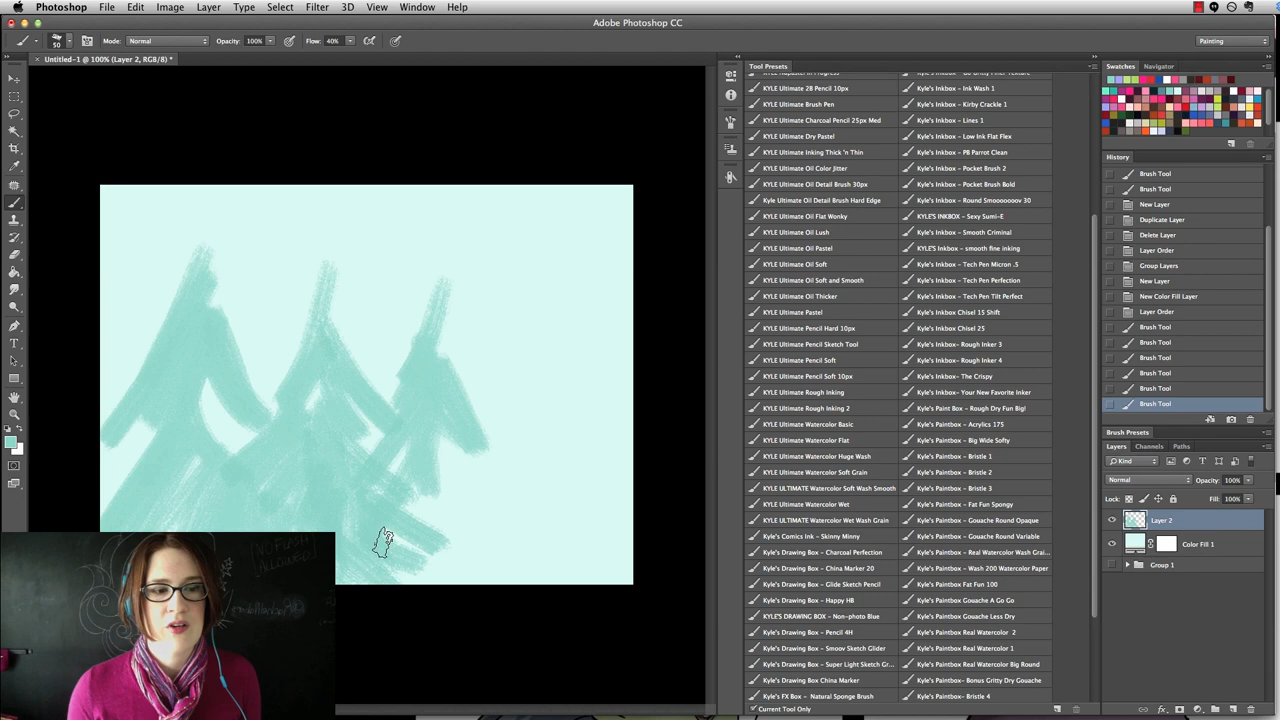 Photoshop File Edit Image Layer Type Select Filter 3D View Window Help
Adobe Photoshop CC
50 Mode: Normal Opacity: 100% Flow: 40% Painting
× Untitled-1 @ 100% (Layer 2, RGB/8) *
Tool Presets
KYLE Ultimate 2B Pencil 10px
KYLE Ultimate Brush Pen
KYLE Ultimate Charcoal Pencil 25px Med
KYLE Ultimate Dry Pastel
KYLE Ultimate Inking Thick 'n Thin
KYLE Ultimate Oil Color Jitter
KYLE Ultimate Oil Detail Brush 30px
Kyle Ultimate Oil Detail Brush Hard Edge
KYLE Ultimate Oil Flat Wonky
KYLE Ultimate Oil Lush
KYLE Ultimate Oil Pastel
KYLE Ultimate Oil Soft
KYLE Ultimate Oil Soft and Smooth
KYLE Ultimate Oil Thicker
KYLE Ultimate Pastel
KYLE Ultimate Pencil Hard 10px
KYLE Ultimate Pencil Sketch Tool
KYLE Ultimate Pencil Soft
KYLE Ultimate Pencil Soft 10px
KYLE Ultimate Rough Inking
KYLE Ultimate Rough Inking 2
KYLE Ultimate Watercolor Basic
KYLE Ultimate Watercolor Flat
KYLE Ultimate Watercolor Huge Wash
KYLE Ultimate Watercolor Soft Grain
KYLE ULTIMATE Watercolor Soft Wash Smooth
KYLE Ultimate Watercolor Wet
KYLE ULTIMATE Watercolor Wet Wash Grain
Kyle's Comics Ink - Skinny Minny
Kyle's Drawing Box - Charcoal Perfection
Kyle's Drawing Box - China Marker 20
Kyle's Drawing Box - Glide Sketch Pencil
Kyle's Drawing Box - Happy HB
KYLE'S DRAWING BOX - Non-photo Blue
Kyle's Drawing Box - Pencil 4H
Kyle's Drawing Box - Smoov Sketch Glider
Kyle's Drawing Box - Super Light Sketch Gr...
Kyle's Drawing Box China Marker
Kyle's FX Box - Natural Sponge Brush
Kyle's Inkbox - Ink Wash 1
Kyle's Inkbox - Kirby Crackle 1
Kyle's Inkbox - Lines 1
Kyle's Inkbox - Low Ink Flat Flex
Kyle's Inkbox - PB Parrot Clean
Kyle's Inkbox - Pocket Brush 2
Kyle's Inkbox - Pocket Brush Bold
Kyle's Inkbox - Round Smooooooov 30
KYLE'S INKBOX - Sexy Sumi-E
Kyle's Inkbox - Smooth Criminal
KYLE'S Inkbox - smooth fine inking
Kyle's Inkbox - Tech Pen Micron .5
Kyle's Inkbox - Tech Pen Perfection
Kyle's Inkbox - Tech Pen Tilt Perfect
Kyle's Inkbox Chisel 15 Shift
Kyle's Inkbox Chisel 25
Kyle's Inkbox- Rough Inker 3
Kyle's Inkbox- Rough Inker 4
Kyle's Inkbox- The Crispy
Kyle's Inkbox- Your New Favorite Inker
Kyle's Paint Box - Rough Dry Fun Big!
Kyle's Paintbox - Acrylics 175
Kyle's Paintbox - Big Wide Softy
Kyle's Paintbox - Bristle 1
Kyle's Paintbox - Bristle 2
Kyle's Paintbox - Bristle 3
Kyle's Paintbox - Fat Fun Spongy
Kyle's Paintbox - Gouache Round Opaque
Kyle's Paintbox - Gouache Round Variable
Kyle's Paintbox - Real Watercolor Wash Grai...
Kyle's Paintbox - Wash 200 Watercolor Paper
Kyle's Paintbox Fat Fun 100
Kyle's Paintbox Gouache A Go Go
Kyle's Paintbox Gouache Less Dry
Kyle's Paintbox Real Watercolor 2
Kyle's Paintbox Real Watercolor 1
Kyle's Paintbox Real Watercolor Big Round
Kyle's Paintbox- Bonus Gritty Dry Gouache
Kyle's Paintbox- Bristle 4
Current Tool Only
Swatches Navigator
History
Brush Tool
Brush Tool
New Layer
Duplicate Layer
Delete Layer
Layer Order
Group Layers
New Layer
New Color Fill Layer
Layer Order
Brush Tool
Brush Tool
Brush Tool
Brush Tool
Brush Tool
Brush Tool
Brush Presets
Layers Channels Paths
Kind
Normal Opacity: 100%
Lock: Fill: 100%
Layer 2
Color Fill 1
Group 1
NO FLASH
ALLOWED!